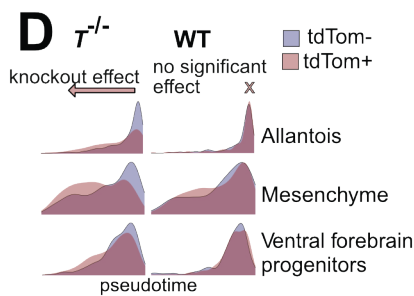 D
T-/-
WT
tdTom-
tdTom+
knockout effect
no significant
effect
x
Allantois
Mesenchyme
Ventral forebrain
progenitors
pseudotime